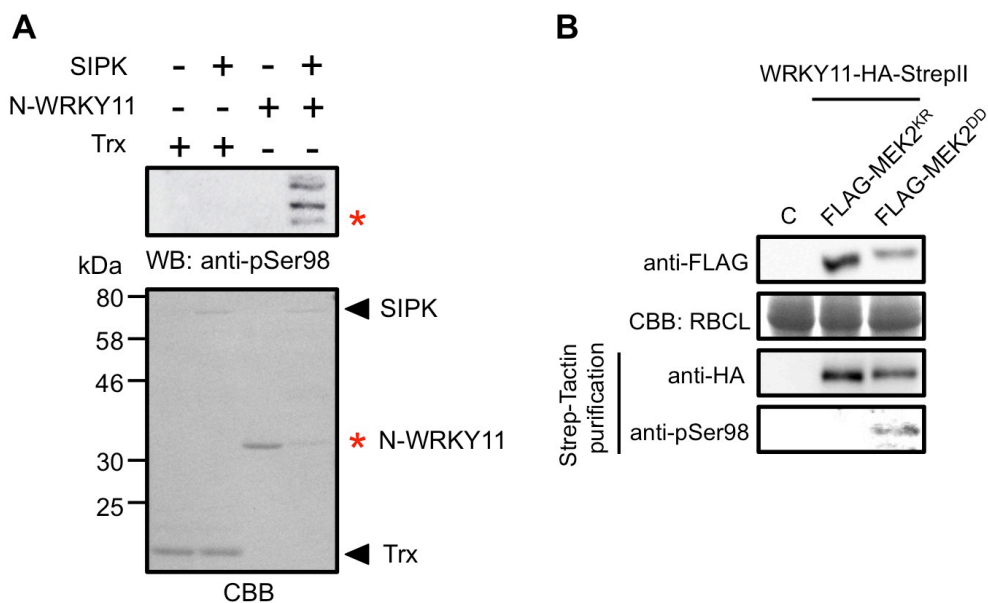 A
SIPK - + - +
N-WRKY11 - - + +
Trx + + - -
*
WB: anti-pSer98
kDa
80
58
46
30
25
SIPK
* N-WRKY11
Trx
CBB
B
WRKY11-HA-StrepII
C FLAG-MEK2KR FLAG-MEK2DD
anti-FLAG
CBB: RBCL
Strep-Tactin
purification
anti-HA
anti-pSer98